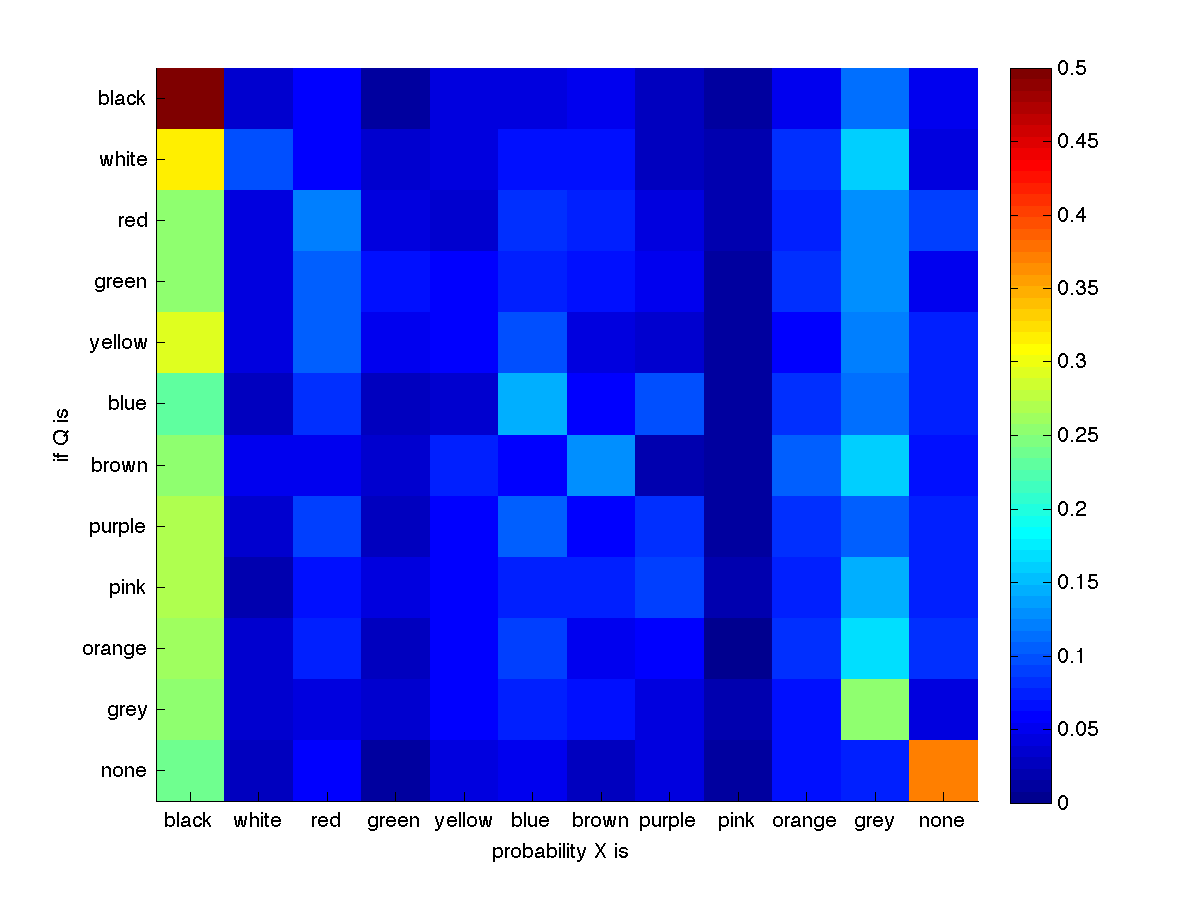 black
white
red
green
yellow
blue
brown
purple
pink
orange
grey
none
if Q is
black white red green yellow blue brown purple pink orange grey none
probability X is
0.5
0.45
0.4
0.35
0.3
0.25
0.2
0.15
0.1
0.05
0